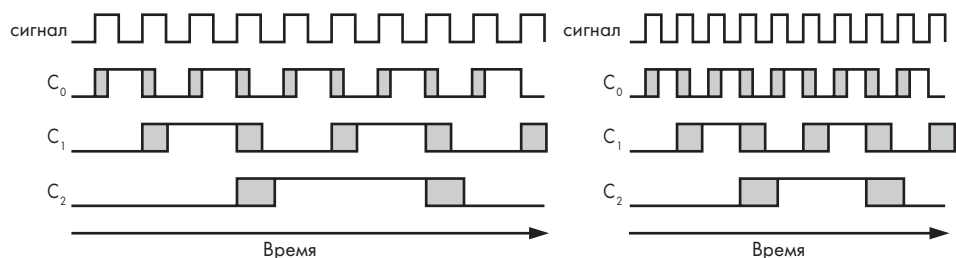 сигнал
C₀
C₁
C₂
Время
сигнал
C₀
C₁
C₂
Время